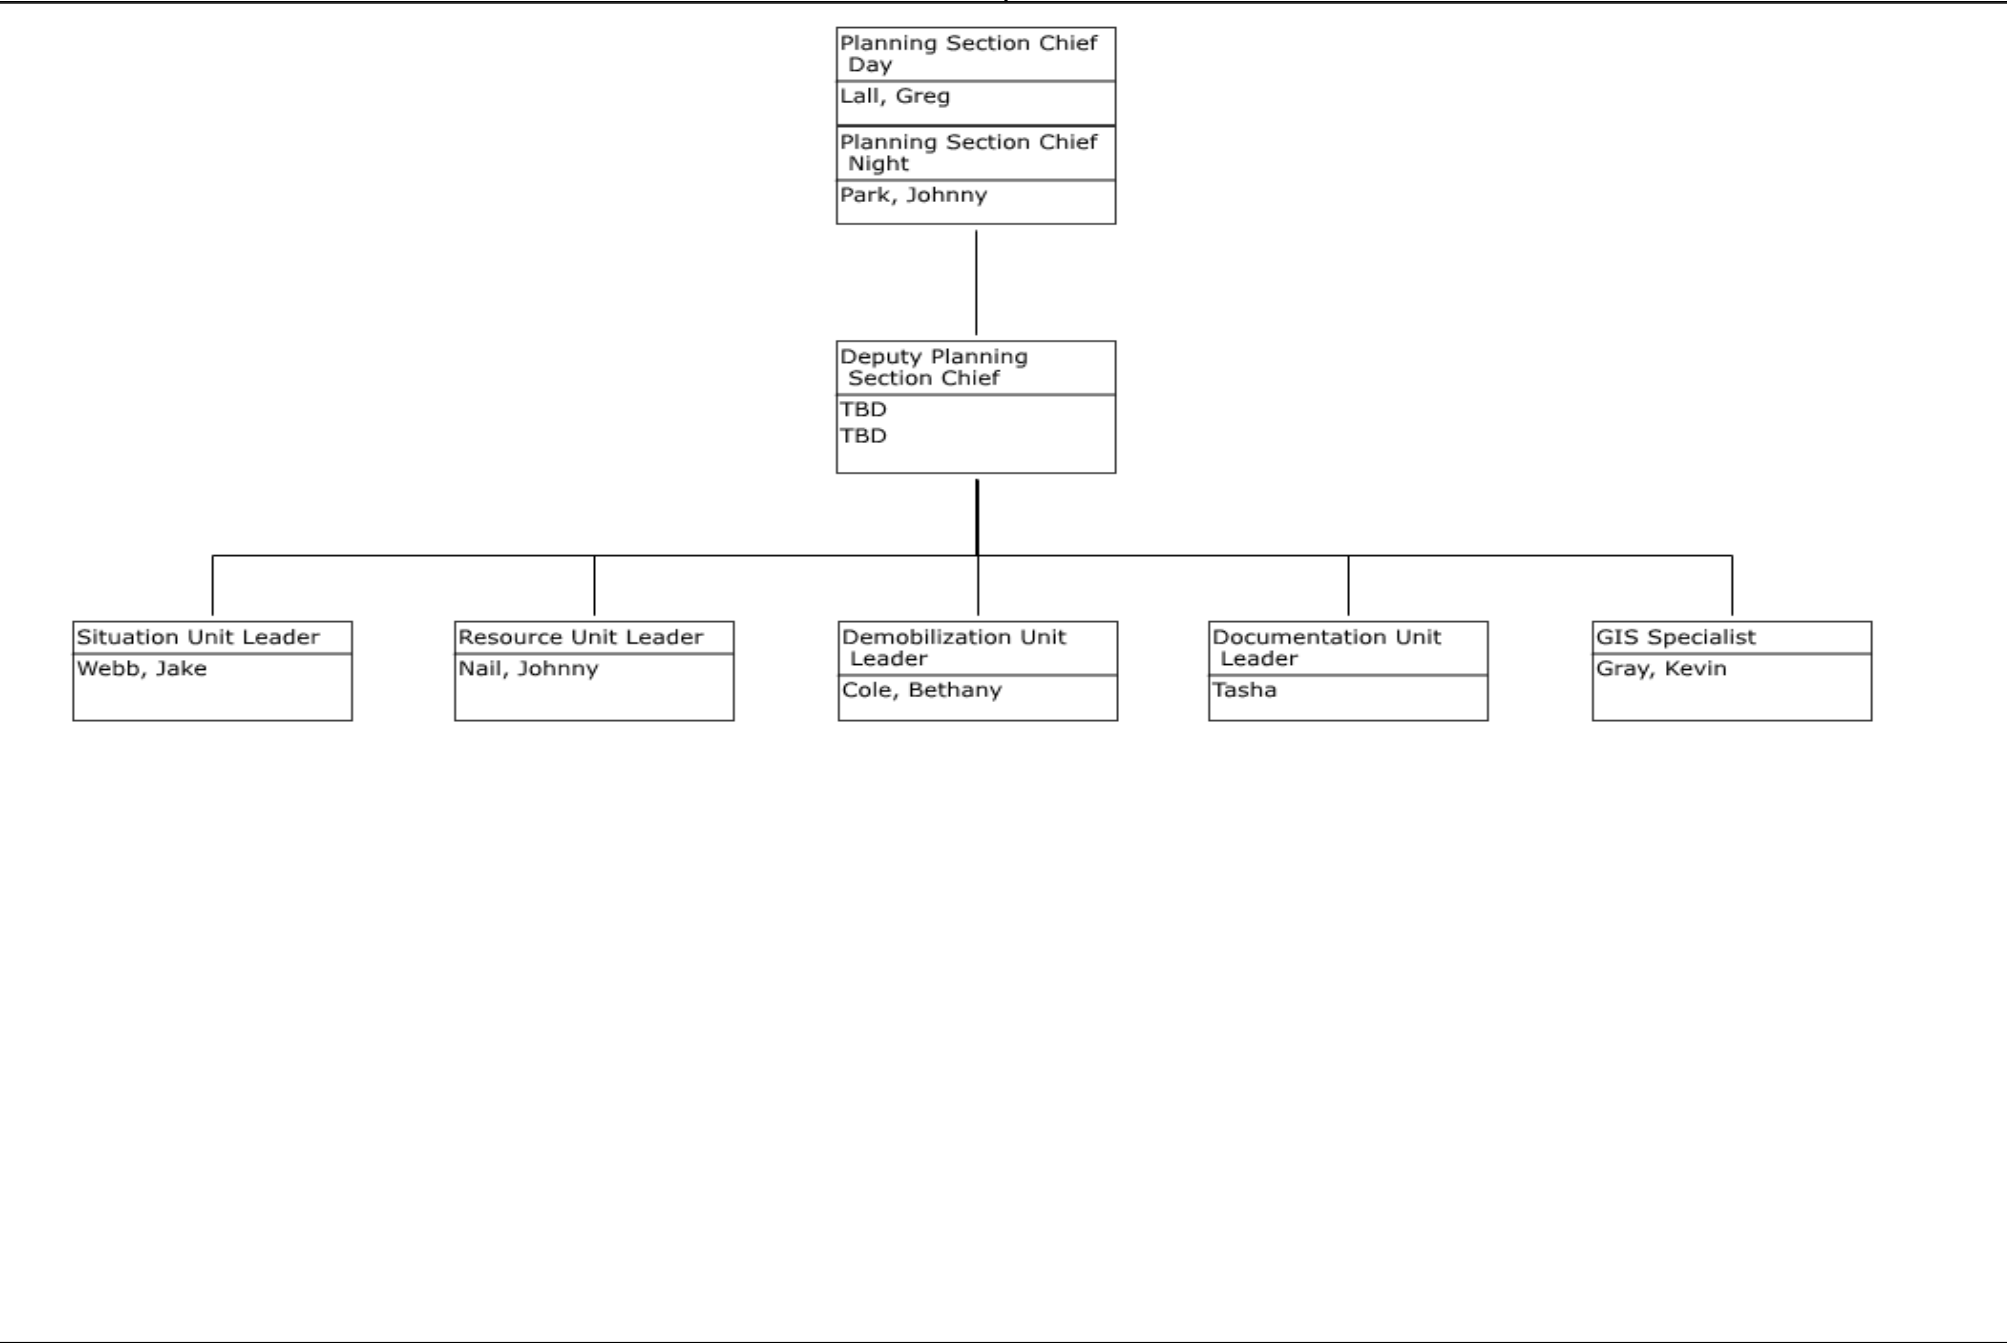 Planning Section Chief
Day
Lall, Greg
Planning Section Chief
Night
Park, Johnny
Deputy Planning
Section Chief
TBD
TBD
Situation Unit Leader
Webb, Jake
Resource Unit Leader
Nail, Johnny
Demobilization Unit
Leader
Cole, Bethany
Documentation Unit
Leader
Tasha
GIS Specialist
Gray, Kevin